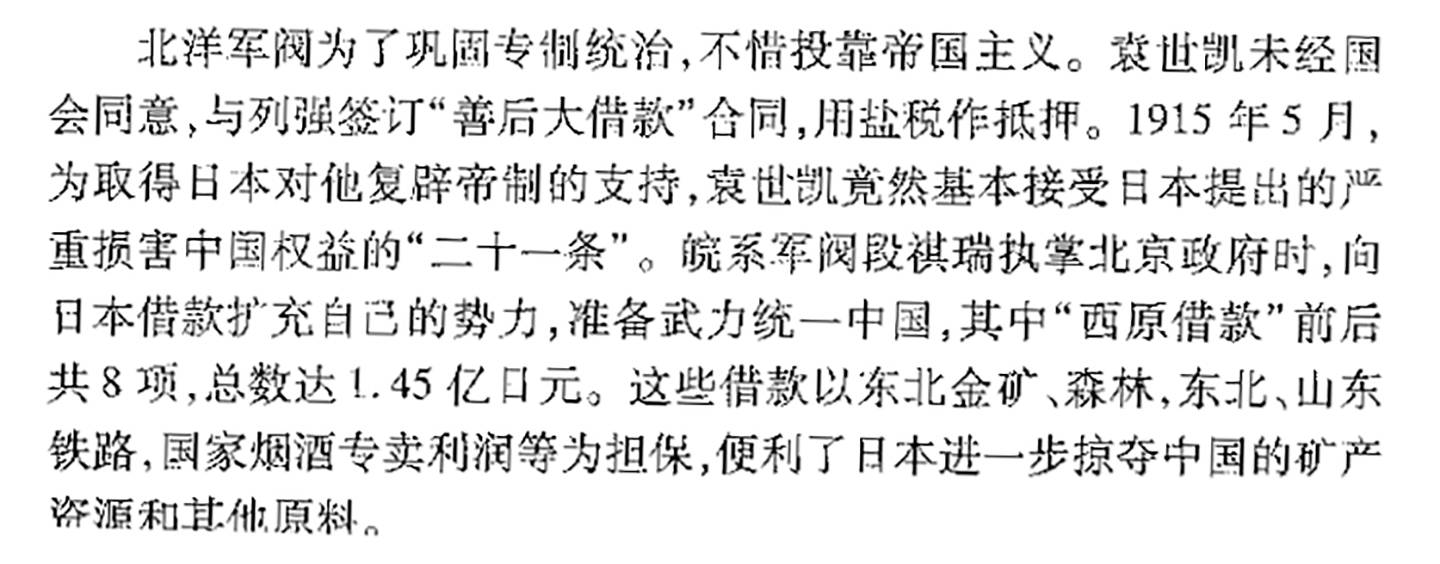 北洋军阀为了巩固专制统治,不惜投靠帝国主义。袁世凯未经国
会同意,与列强签订“善后大借款”合同,用盐税作抵押。1915年5月,
为取得日本对他复辟帝制的支持,袁世凯竟然基本接受日本提出的严
重损害中国权益的“二十一条”。皖系军阀段祺瑞执掌北京政府时,向
日本借款扩充自己的势力,准备武力统一中国,其中“西原借款”前后
共8项,总数达1.45亿日元。这些借款以东北金矿、森林,东北、山东
铁路,国家烟酒专卖利润等为担保,便利了日本进一步掠夺中国的矿产
资源和其他原料。